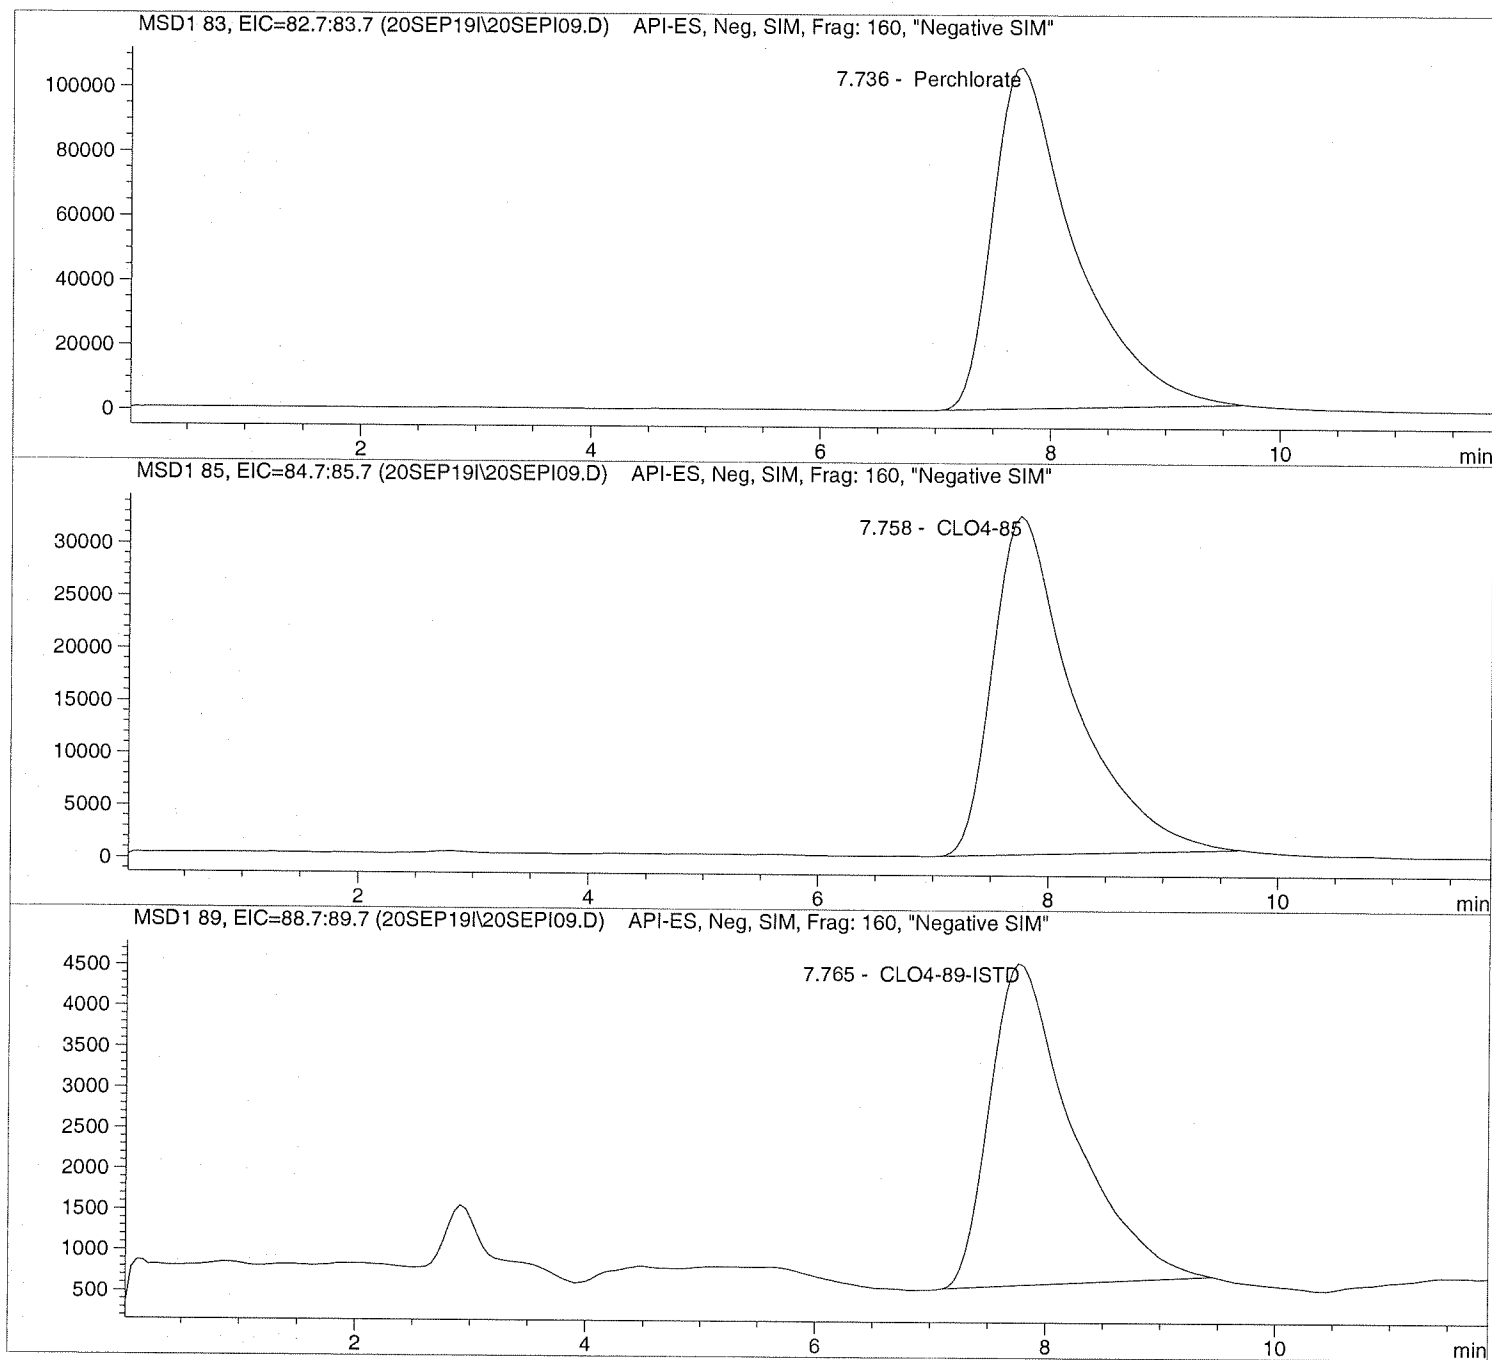 MSD1 83, EIC=82.7:83.7 (20SEP19I\20SEPI09.D) API-ES, Neg, SIM, Frag: 160, "Negative SIM"
7.736 - Perchlorate
100000
80000
60000
40000
20000
0
2 4 6 8 10 min
MSD1 85, EIC=84.7:85.7 (20SEP19I\20SEPI09.D) API-ES, Neg, SIM, Frag: 160, "Negative SIM"
7.758 - CLO4-85
30000
25000
20000
15000
10000
5000
0
2 4 6 8 10 min
MSD1 89, EIC=88.7:89.7 (20SEP19I\20SEPI09.D) API-ES, Neg, SIM, Frag: 160, "Negative SIM"
7.765 - CLO4-89-ISTD
4500
4000
3500
3000
2500
2000
1500
1000
500
2 4 6 8 10 min